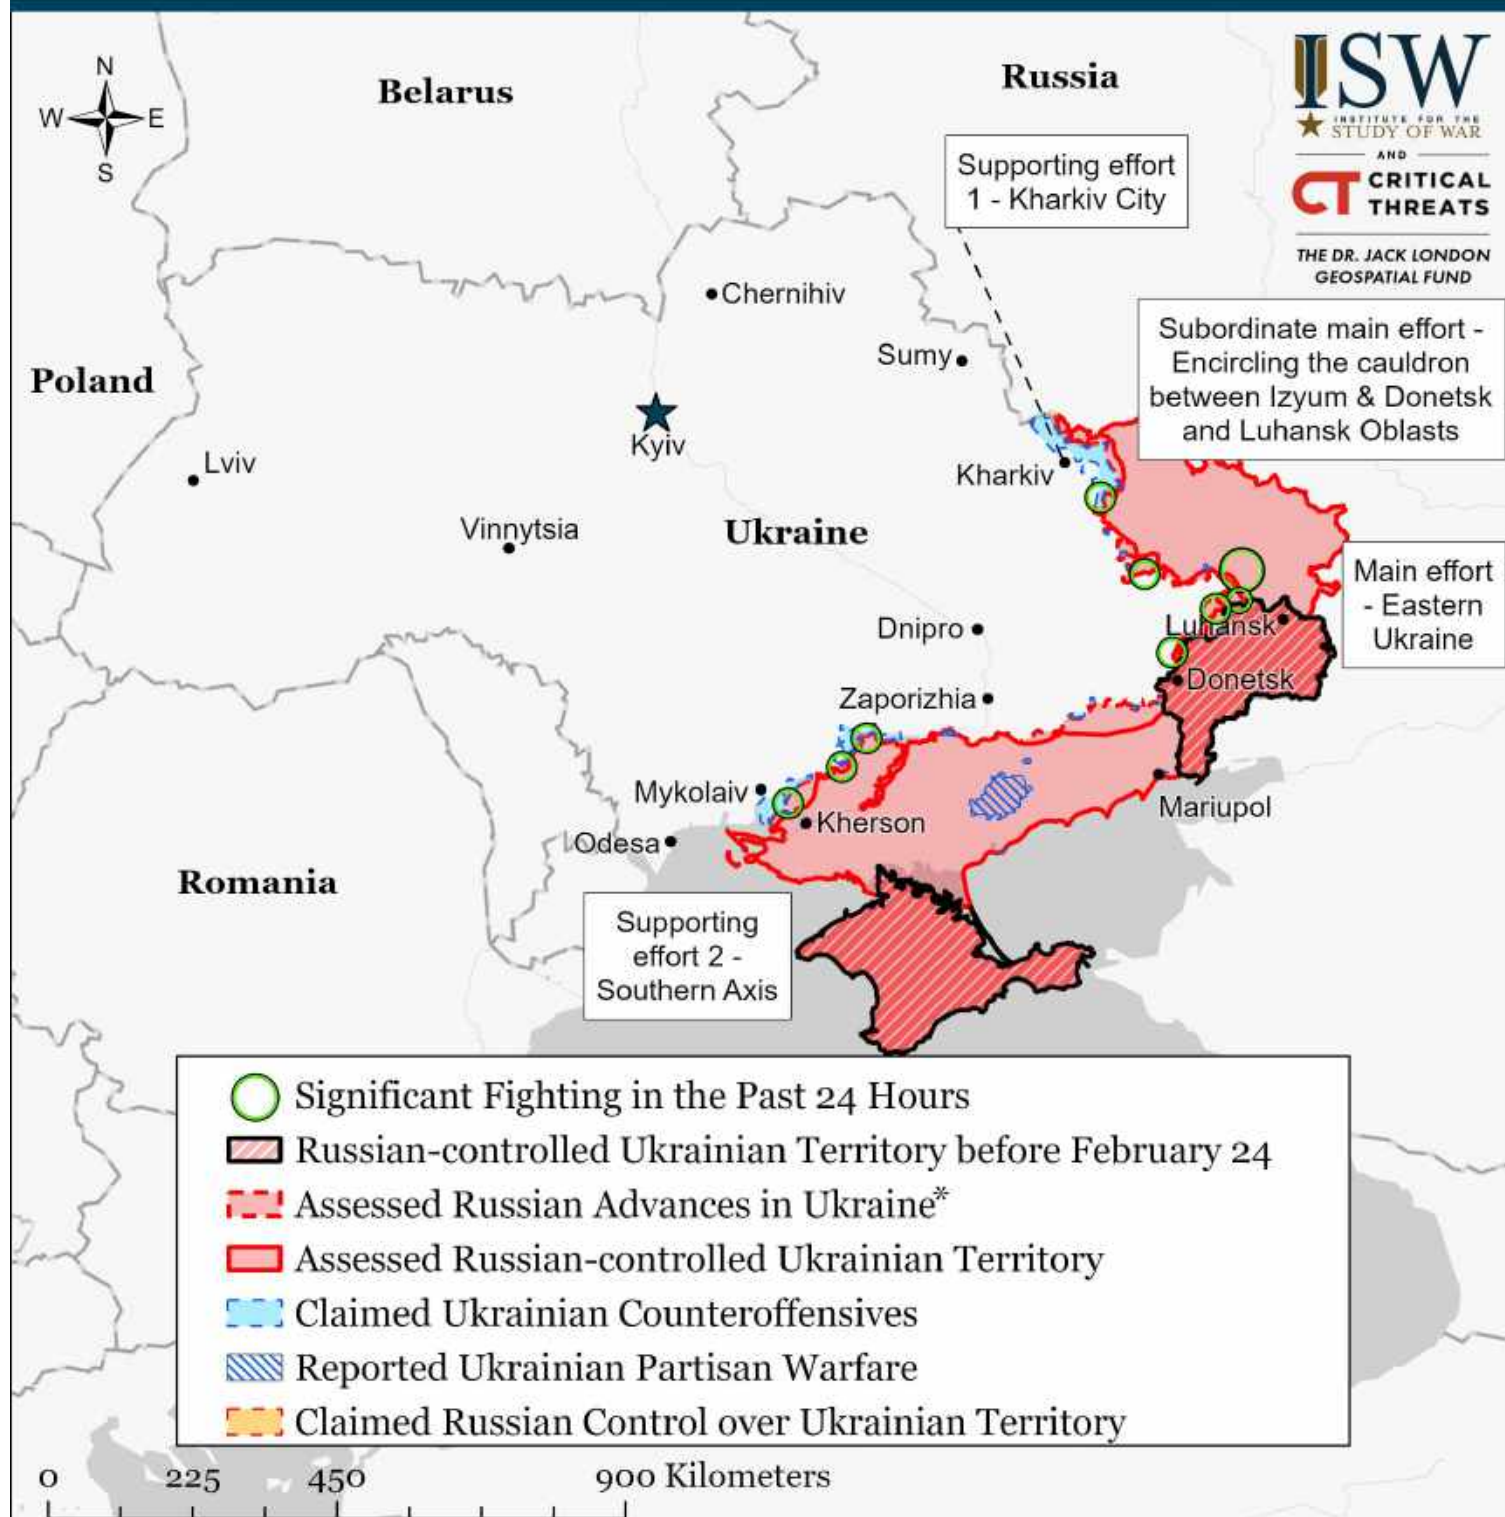 N
W
E
S
Belarus
Russia
ISW
INSTITUTE FOR THE
STUDY OF WAR
AND
CT CRITICAL
THREATS
THE DR. JACK LONDON
GEOSPATIAL FUND
Supporting effort
1 - Kharkiv City
Chernihiv
Subordinate main effort -
Encircling the cauldron
between Izyum & Donetsk
and Luhansk Oblasts
Sumy
Poland
Kyiv
Lviv
Kharkiv
Vinnytsia
Ukraine
Main effort
- Eastern
Ukraine
Dnipro
Luhansk
Donetsk
Zaporizhia
Mykolaiv
Mariupol
Kherson
Odesa
Romania
Supporting
effort 2 -
Southern Axis
Significant Fighting in the Past 24 Hours
Russian-controlled Ukrainian Territory before February 24
Assessed Russian Advances in Ukraine*
Assessed Russian-controlled Ukrainian Territory
Claimed Ukrainian Counteroffensives
Reported Ukrainian Partisan Warfare
Claimed Russian Control over Ukrainian Territory
0 225 450 900 Kilometers